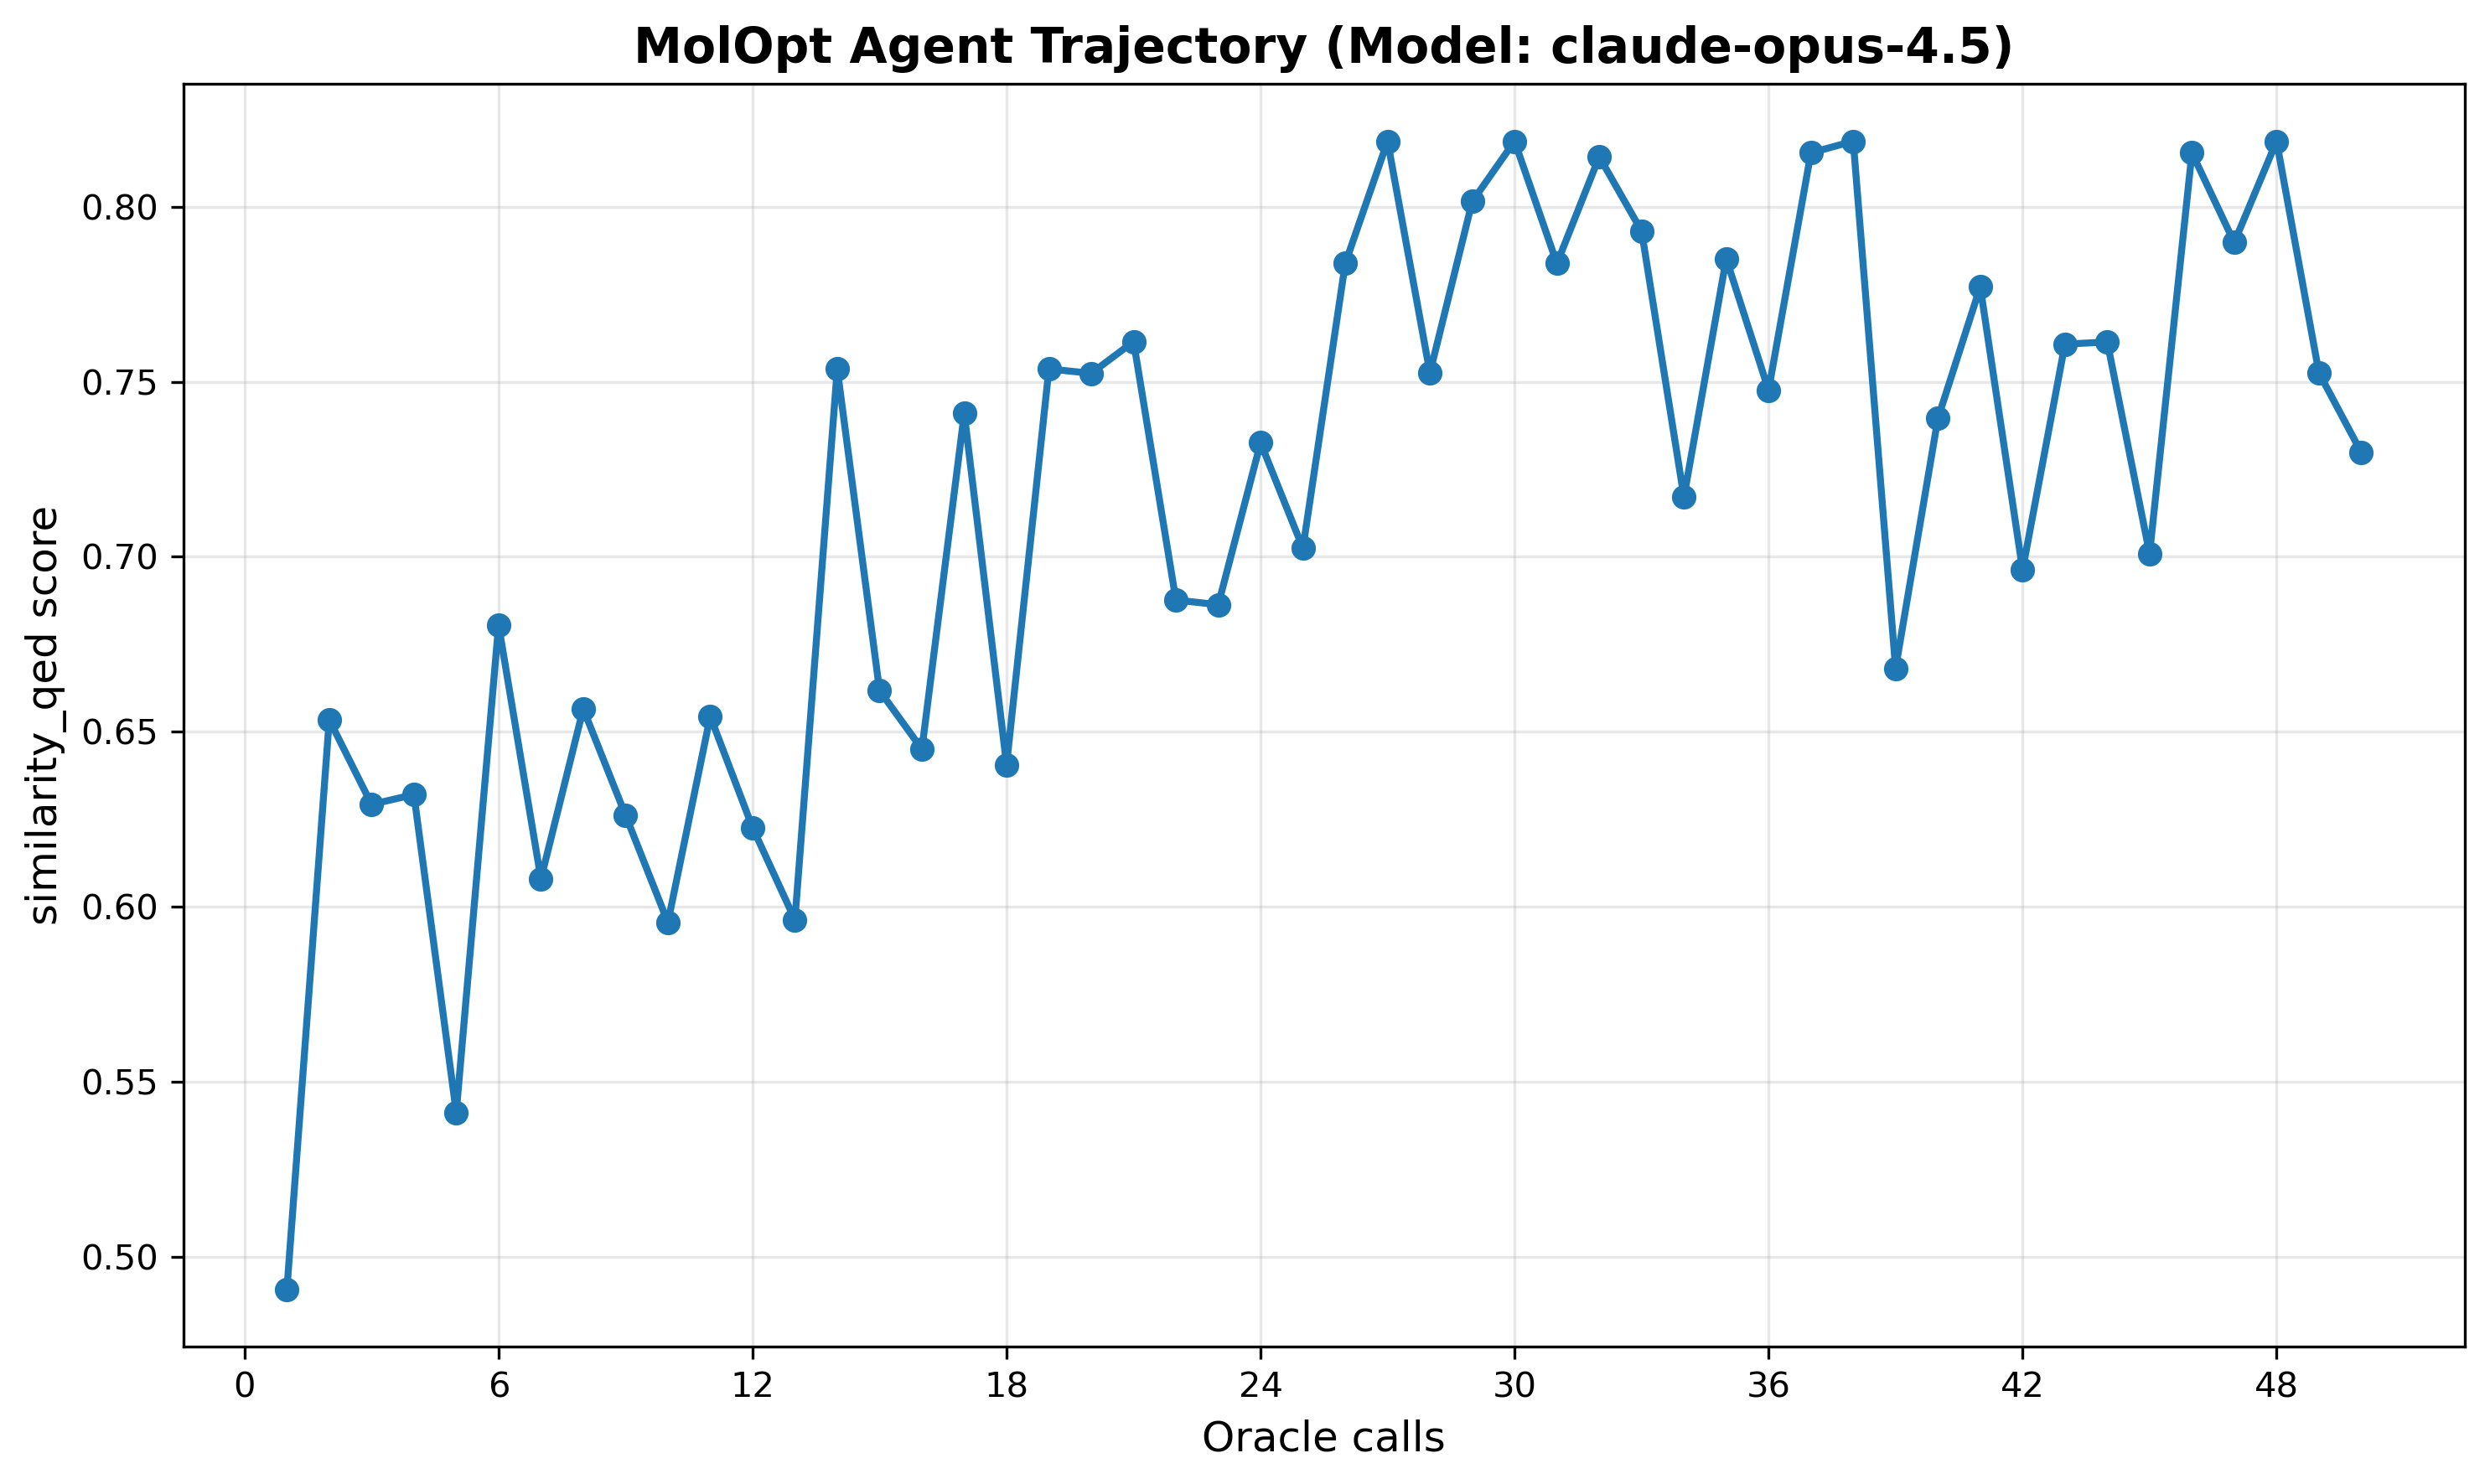 MolOpt Agent Trajectory (Model: claude-opus-4.5)
similarity_qed score
0.80
0.75
0.70
0.65
0.60
0.55
0.50
0 6 12 18 24 30 36 42 48
Oracle calls